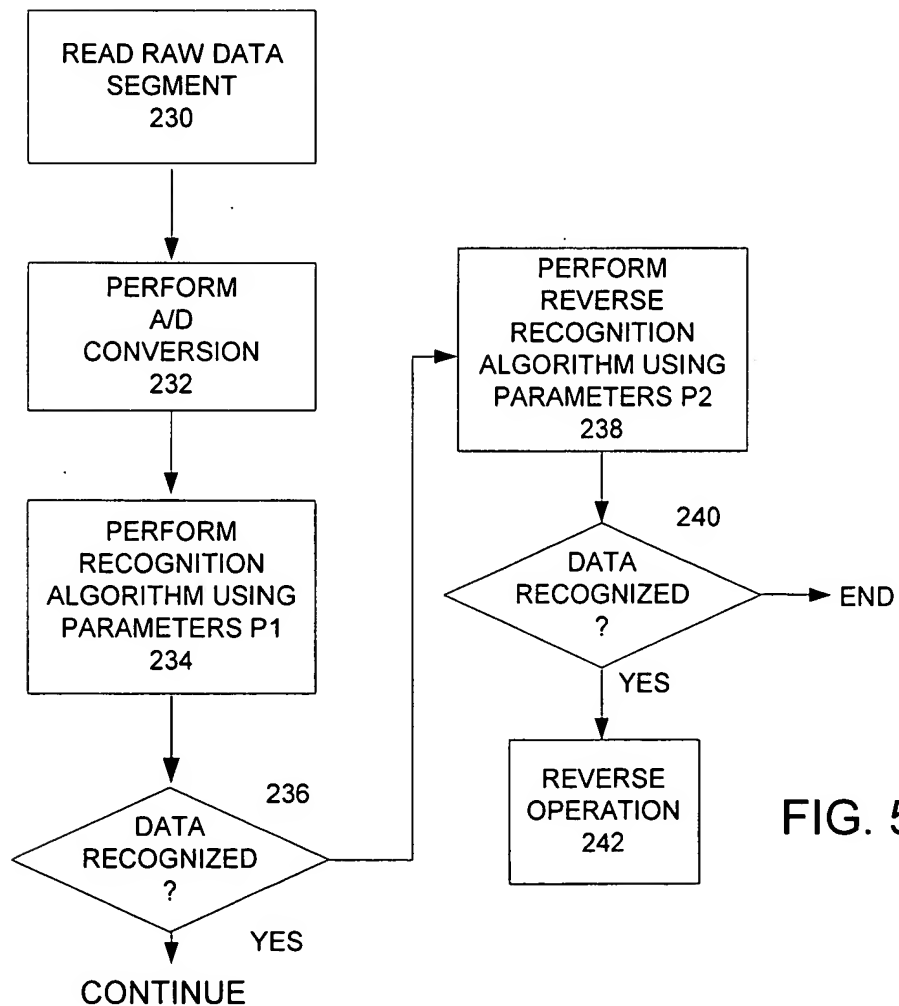 READ RAW DATA
SEGMENT
230
PERFORM
A/D
CONVERSION
232
PERFORM
RECOGNITION
ALGORITHM USING
PARAMETERS P1
234
236
DATA
RECOGNIZED
?
YES
CONTINUE
PERFORM
REVERSE
RECOGNITION
ALGORITHM USING
PARAMETERS P2
238
240
DATA
RECOGNIZED
?
END
YES
REVERSE
OPERATION
242
FIG. 5